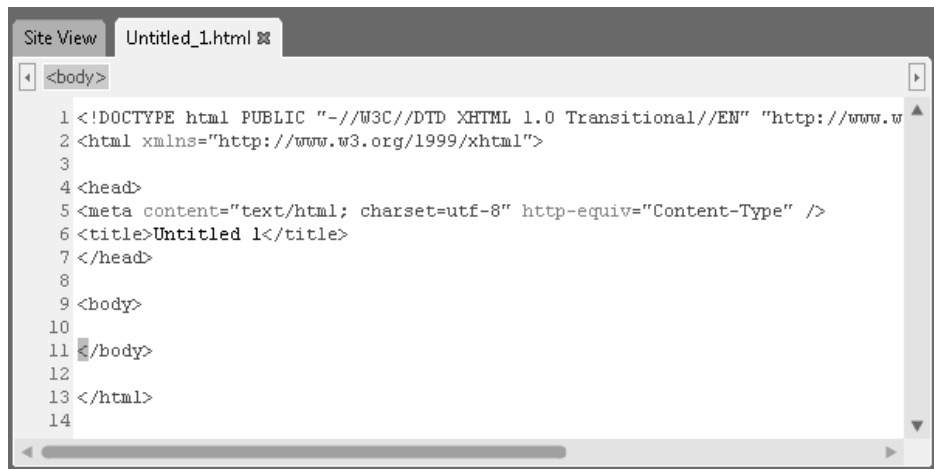 Site View Untitled_1.html
<body>
1 <!DOCTYPE html PUBLIC "-//W3C//DTD XHTML 1.0 Transitional//EN" "http://www.w
2 <html xmlns="http://www.w3.org/1999/xhtml">
3
4 <head>
5 <meta content="text/html; charset=utf-8" http-equiv="Content-Type" />
6 <title>Untitled 1</title>
7 </head>
8
9 <body>
10
11 </body>
12
13 </html>
14